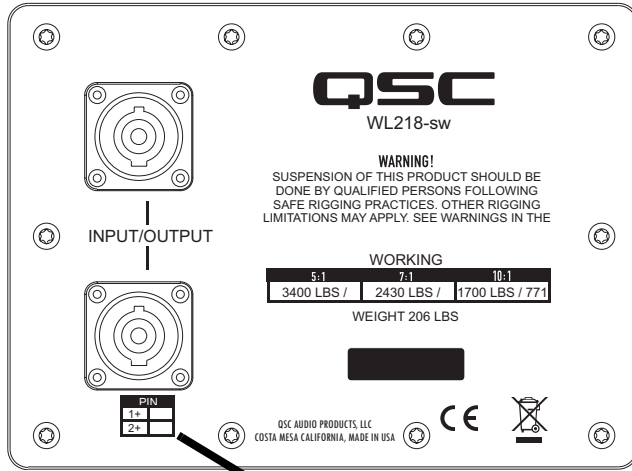 QSC
WL218-sw
WARNING!
SUSPENSION OF THIS PRODUCT SHOULD BE
DONE BY QUALIFIED PERSONS FOLLOWING
SAFE RIGGING PRACTICES. OTHER RIGGING
LIMITATIONS MAY APPLY. SEE WARNINGS IN THE
INPUT/OUTPUT
WORKING
5:1 7:1 10:1
3400 LBS / 2430 LBS / 1700 LBS / 771
WEIGHT 206 LBS
PIN
1+
2+
QSC AUDIO PRODUCTS, LLC
COSTA MESA CALIFORNIA, MADE IN USA
CE